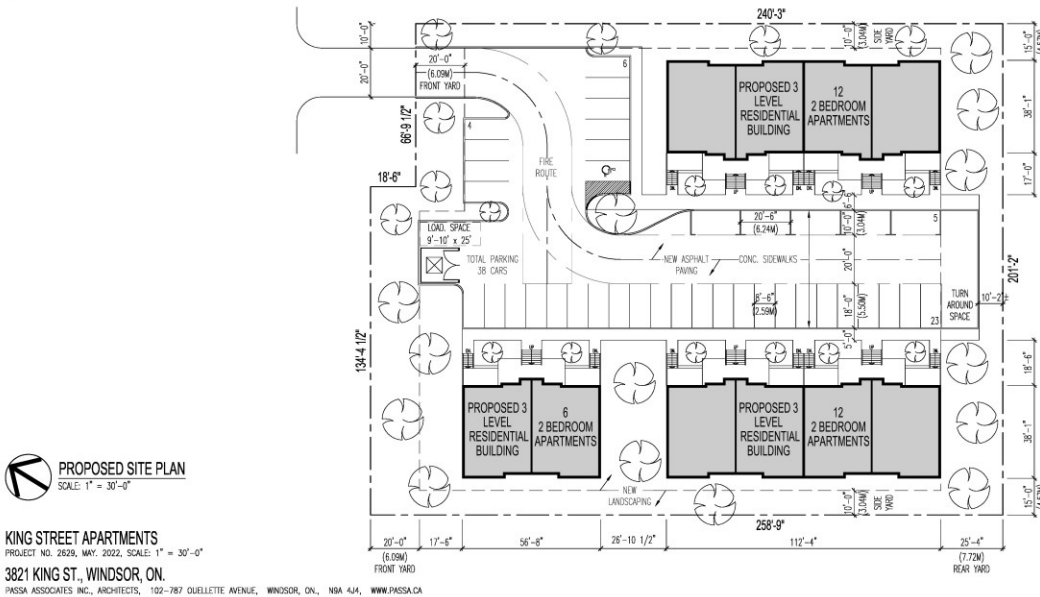 240'-3"
10'-0"
20'-0"
20'-0"
(6.09M)
FRONT YARD
10'-0"
(3.04M)
SIDE
YARD
15'-0"
38'-1"
17'-0"
6
4
66'-9 1/2"
18'-6"
FIRE
ROUTE
PROPOSED 3
LEVEL
RESIDENTIAL
BUILDING
12
2 BEDROOM
APARTMENTS
UP
UP
LOAD. SPACE
9'-10" x 25'
TOTAL PARKING
38 CARS
20'-6"
(6.24M)
6'-6"
10'-0"
(3.04M)
5
NEW ASPHALT
PAVING
CONC. SIDEWALKS
20'-0"
201'-2"
8'-6"
(2.59M)
18'-0"
(5.50M)
23
TURN
AROUND
SPACE
10'-2"±
5'-0"
134'-4 1/2"
UP
UP
UP
18'-6"
38'-1"
15'-0"
PROPOSED 3
LEVEL
RESIDENTIAL
BUILDING
6
2 BEDROOM
APARTMENTS
PROPOSED 3
LEVEL
RESIDENTIAL
BUILDING
12
2 BEDROOM
APARTMENTS
NEW
LANDSCAPING
10'-0"
(3.04M)
SIDE
YARD
258'-9"
20'-0"
(6.09M)
FRONT YARD
17'-6"
56'-8"
26'-10 1/2"
112'-4"
25'-4"
(7.72M)
REAR YARD
PROPOSED SITE PLAN
SCALE: 1" = 30'-0"
KING STREET APARTMENTS
PROJECT NO. 2629, MAY. 2022, SCALE: 1" = 30'-0"
3821 KING ST., WINDSOR, ON.
PASSA ASSOCIATES INC., ARCHITECTS, 102-787 OUELLETTE AVENUE, WINDSOR, ON., N9A 4J4, WWW.PASSA.CA